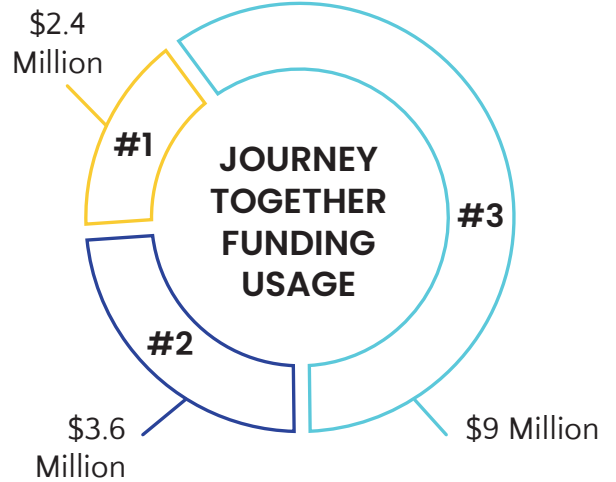 $2.4
Million
#1
JOURNEY
TOGETHER
FUNDING
USAGE
#3
#2
$3.6
Million
$9 Million